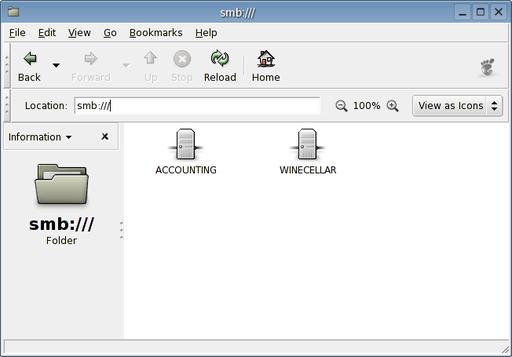 smb:///
File Edit View Go Bookmarks Help
Back Forward Up Stop Reload Home
Location: smb:/// 100% View as Icons
Information
ACCOUNTING WINECELLAR
smb:///
Folder